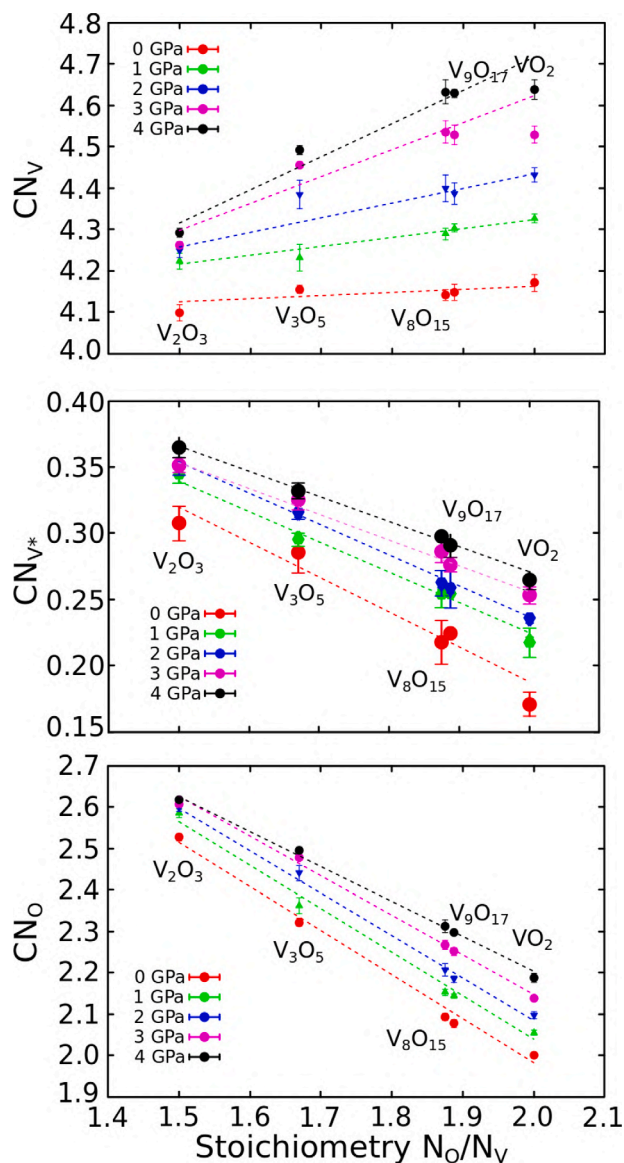 4.8
4.7
4.6
4.5
4.4
4.3
4.2
4.1
4.0
CN_V
0 GPa
1 GPa
2 GPa
3 GPa
4 GPa
V₉O₁₇ VO₂
V₂O₃
V₃O₅
V₈O₁₅
0.40
0.35
0.30
0.25
0.20
0.15
CN_V*
V₉O₁₇
VO₂
V₂O₃
V₃O₅
V₈O₁₅
0 GPa
1 GPa
2 GPa
3 GPa
4 GPa
2.7
2.6
2.5
2.4
2.3
2.2
2.1
2.0
1.9
CN_O
V₂O₃
V₃O₅
V₉O₁₇
VO₂
V₈O₁₅
0 GPa
1 GPa
2 GPa
3 GPa
4 GPa
1.4 1.5 1.6 1.7 1.8 1.9 2.0 2.1
Stoichiometry N_O/N_V